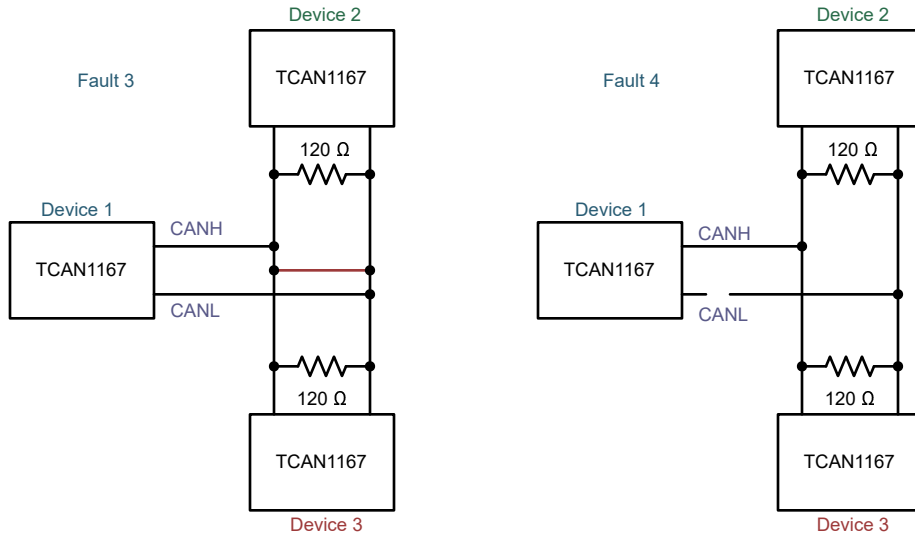 Device 2
TCAN1167
Fault 3
120 Ω
Device 1
CANH
TCAN1167
CANL
120 Ω
TCAN1167
Device 3
Device 2
TCAN1167
Fault 4
120 Ω
Device 1
CANH
TCAN1167
CANL
120 Ω
TCAN1167
Device 3